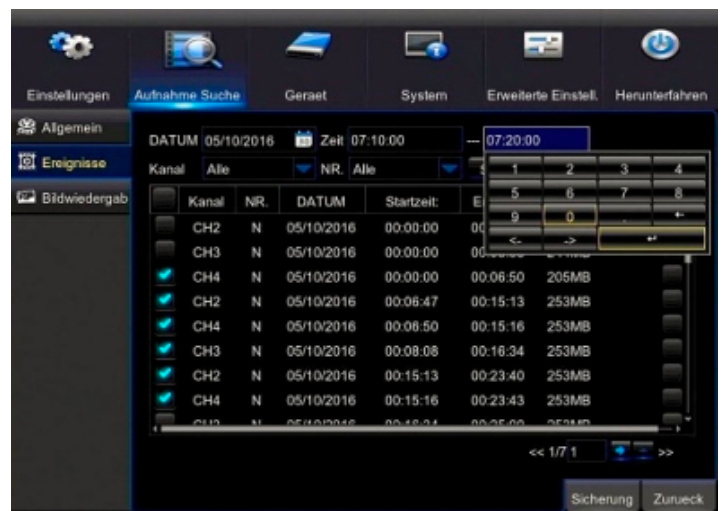 Einstellungen Aufnahme Suche Geraet System Erweiterte Einstell. Herunterfahren
Allgemein
Ereignisse
Bildwiedergab
DATUM 05/10/2016 Zeit 07:10:00 --- 07:20:00
Kanal Alle NR. Alle
1 2 3 4
5 6 7 8
9 0 . ←
<- -> ↵
Kanal NR. DATUM Startzeit:
CH2 N 05/10/2016 00:00:00
CH3 N 05/10/2016 00:00:00
CH4 N 05/10/2016 00:00:00 00:06:50 205MB
CH2 N 05/10/2016 00:06:47 00:15:13 253MB
CH4 N 05/10/2016 00:06:50 00:15:16 253MB
CH3 N 05/10/2016 00:08:08 00:16:34 253MB
CH2 N 05/10/2016 00:15:13 00:23:40 253MB
CH4 N 05/10/2016 00:15:16 00:23:43 253MB
<< 1/7 1 >>
Sicherung Zurueck